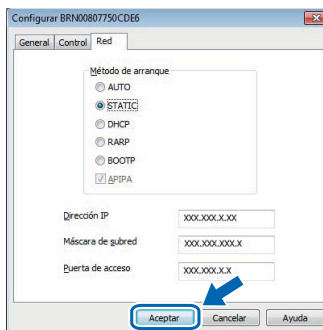 Configurar BRN00807750CDE6
General Control Red
Método de arranque
AUTO
STATIC
DHCP
RARP
BOOTP
APIPA
Dirección IP XXX.XXX.X.XX
Máscara de subred XXX.XXX.XXX.X
Puerta de acceso XXX.XXX.X.X
Aceptar Cancelar Ayuda